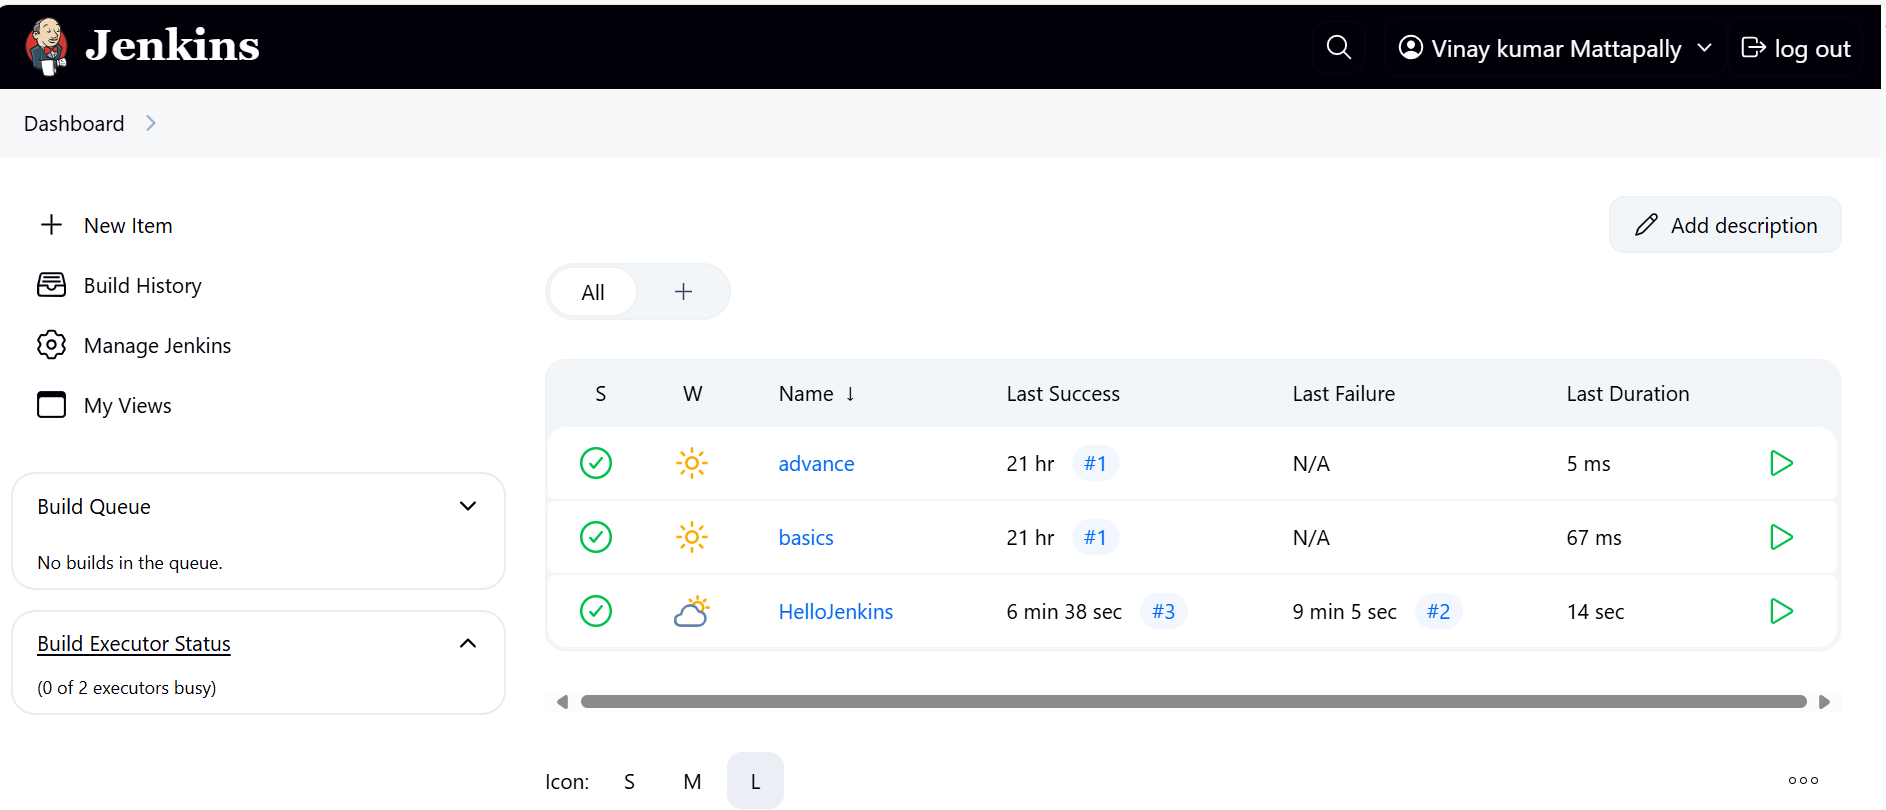 Jenkins
Vinay kumar Mattapally
log out
Dashboard
New Item
Build History
Manage Jenkins
My Views
Build Queue
No builds in the queue.
Build Executor Status
(0 of 2 executors busy)
Add description
All
S W Name ↓ Last Success Last Failure Last Duration
advance 21 hr #1 N/A 5 ms
basics 21 hr #1 N/A 67 ms
HelloJenkins 6 min 38 sec #3 9 min 5 sec #2 14 sec
Icon: S M L